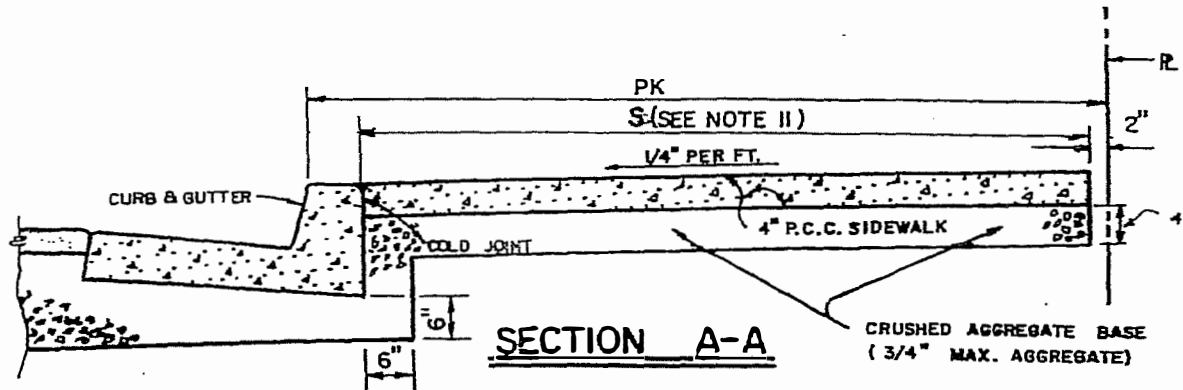 PL
PK
S (SEE NOTE 11)
2"
1/4" PER FT.
CURB & GUTTER
4" P.C.C. SIDEWALK
4
COLD JOINT
6"
SECTION A-A
CRUSHED AGGREGATE BASE
(3/4" MAX. AGGREGATE)
6"